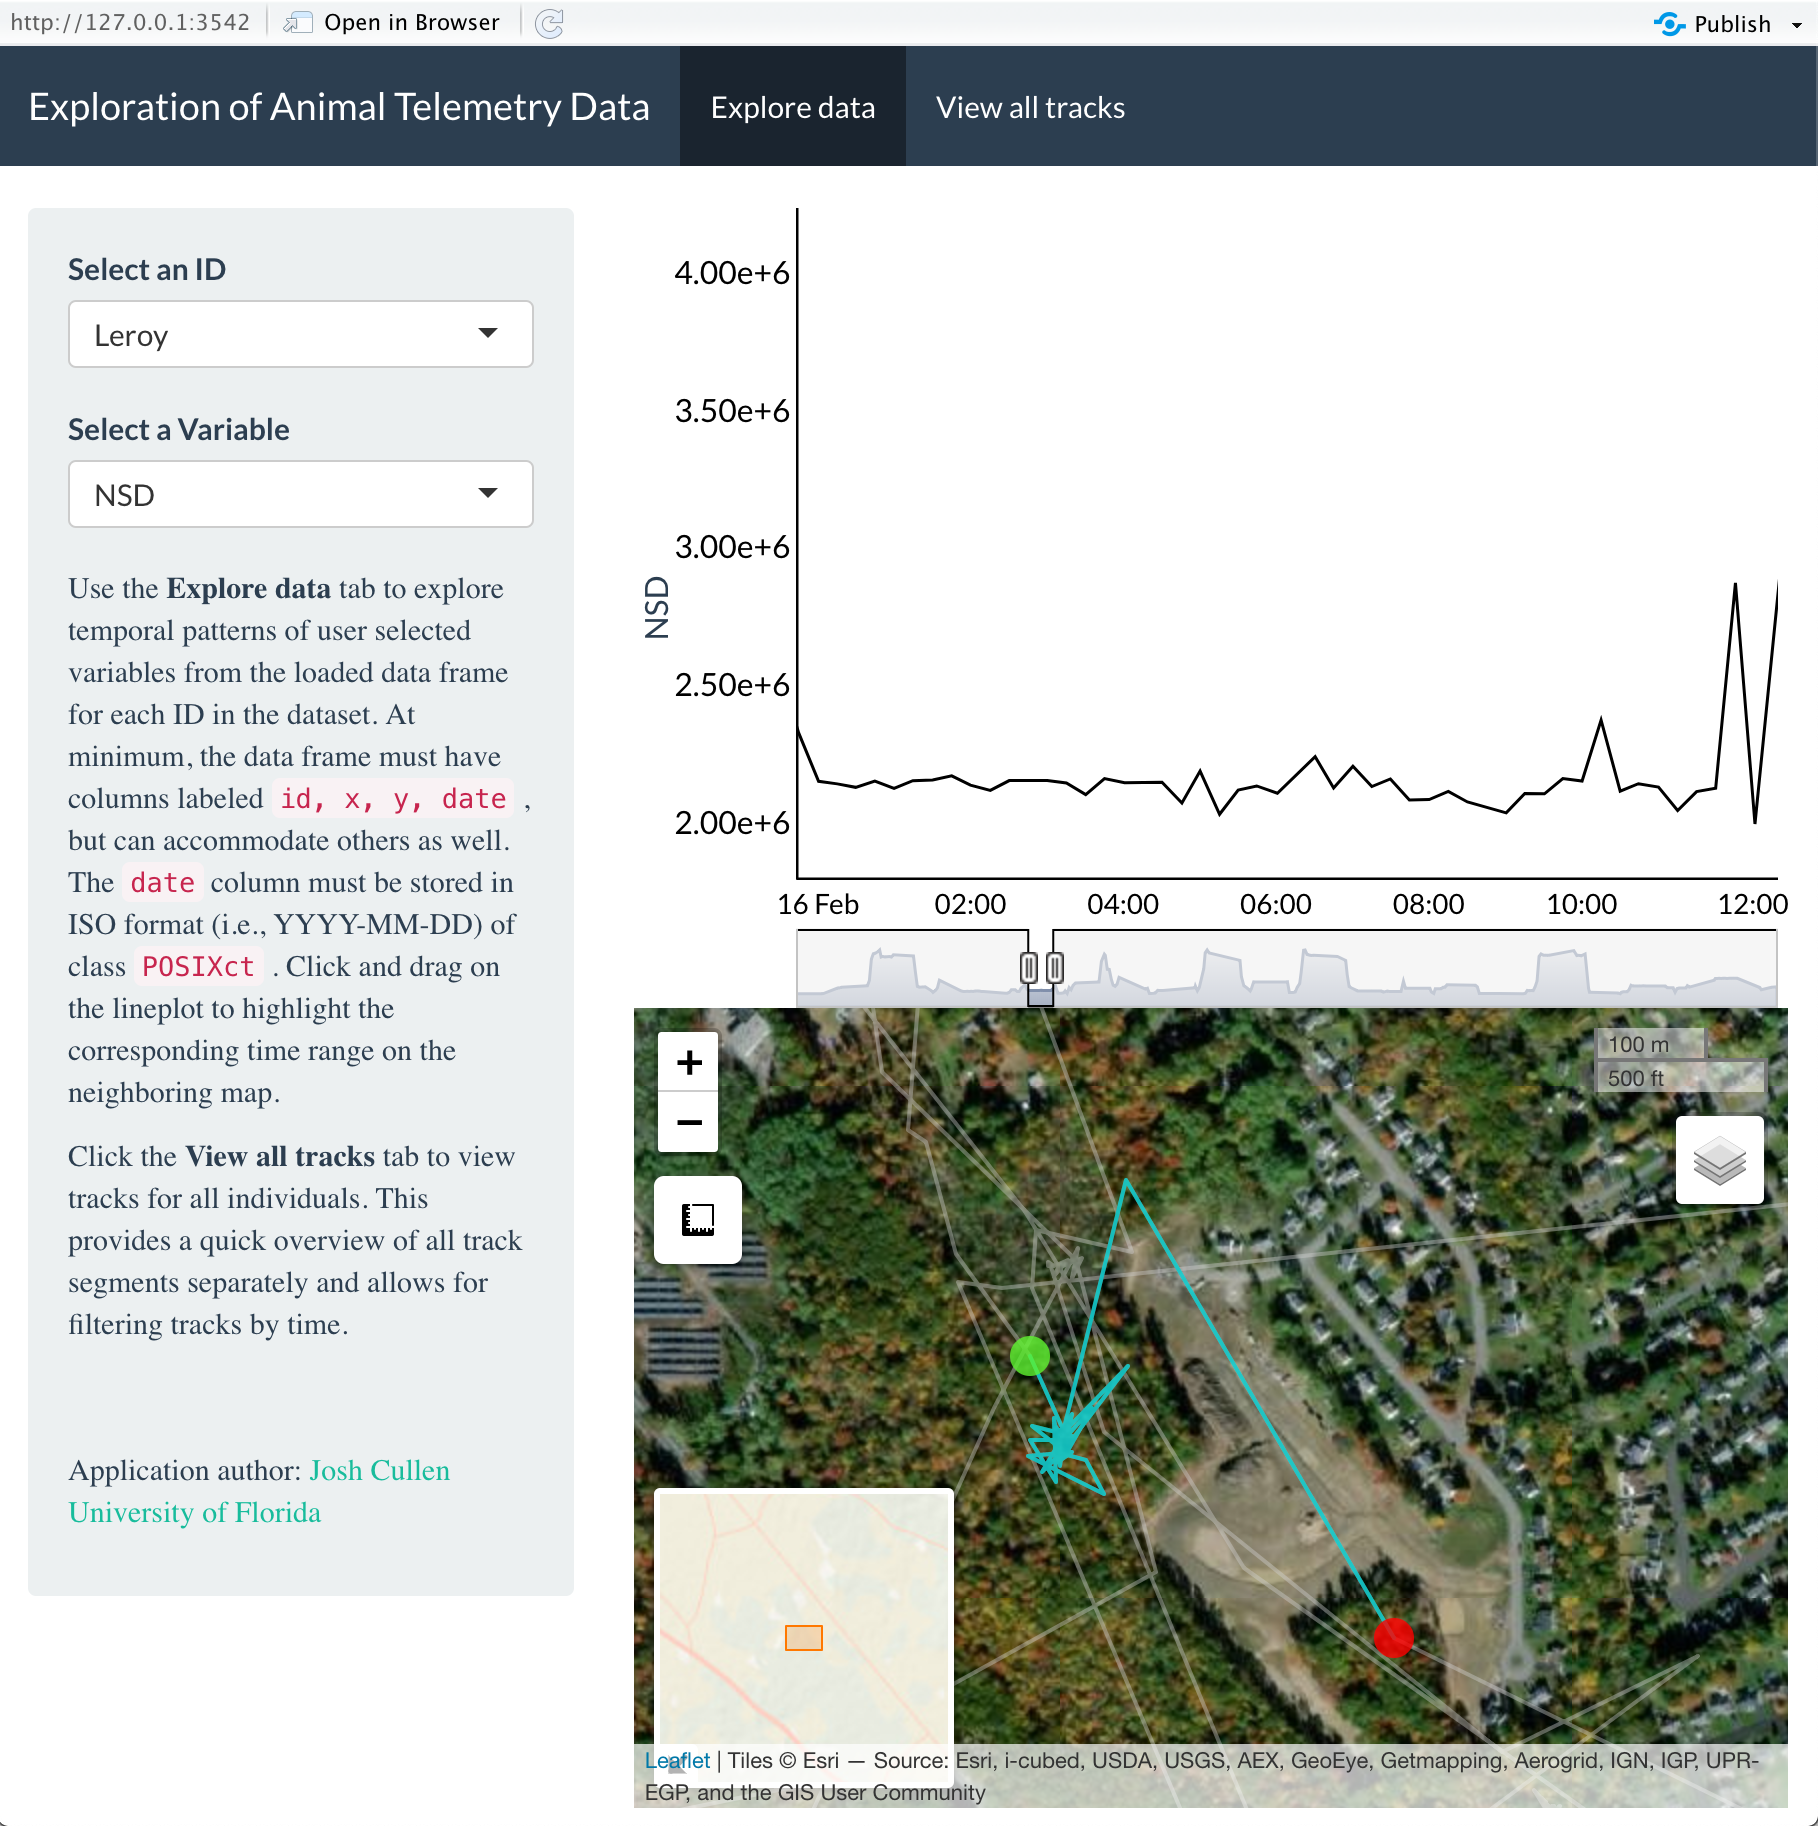 http://127.0.0.1:3542
Open in Browser
Publish
Exploration of Animal Telemetry Data
Explore data
View all tracks
Select an ID
Leroy
Select a Variable
NSD
Use the Explore data tab to explore
temporal patterns of user selected
variables from the loaded data frame
for each ID in the dataset. At
minimum, the data frame must have
columns labeled id, x, y, date ,
but can accommodate others as well.
The date column must be stored in
ISO format (i.e., YYYY-MM-DD) of
class POSIXct . Click and drag on
the lineplot to highlight the
corresponding time range on the
neighboring map.
Click the View all tracks tab to view
tracks for all individuals. This
provides a quick overview of all track
segments separately and allows for
filtering tracks by time.
Application author: Josh Cullen
University of Florida
4.00e+6
3.50e+6
3.00e+6
2.50e+6
2.00e+6
NSD
16 Feb
02:00
04:00
06:00
08:00
10:00
12:00
+
−
100 m
500 ft
Leaflet | Tiles © Esri — Source: Esri, i-cubed, USDA, USGS, AEX, GeoEye, Getmapping, Aerogrid, IGN, IGP, UPR-
EGP, and the GIS User Community